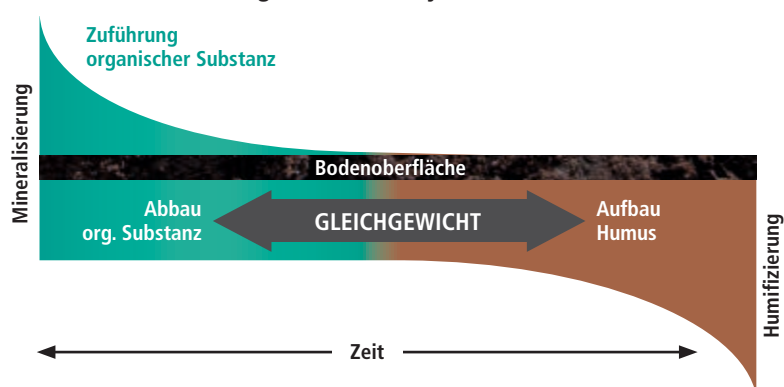 Zuführung
organischer Substanz
Mineralisierung
Bodenoberfläche
Abbau
org. Substanz
GLEICHGEWICHT
Aufbau
Humus
Humifizierung
Zeit